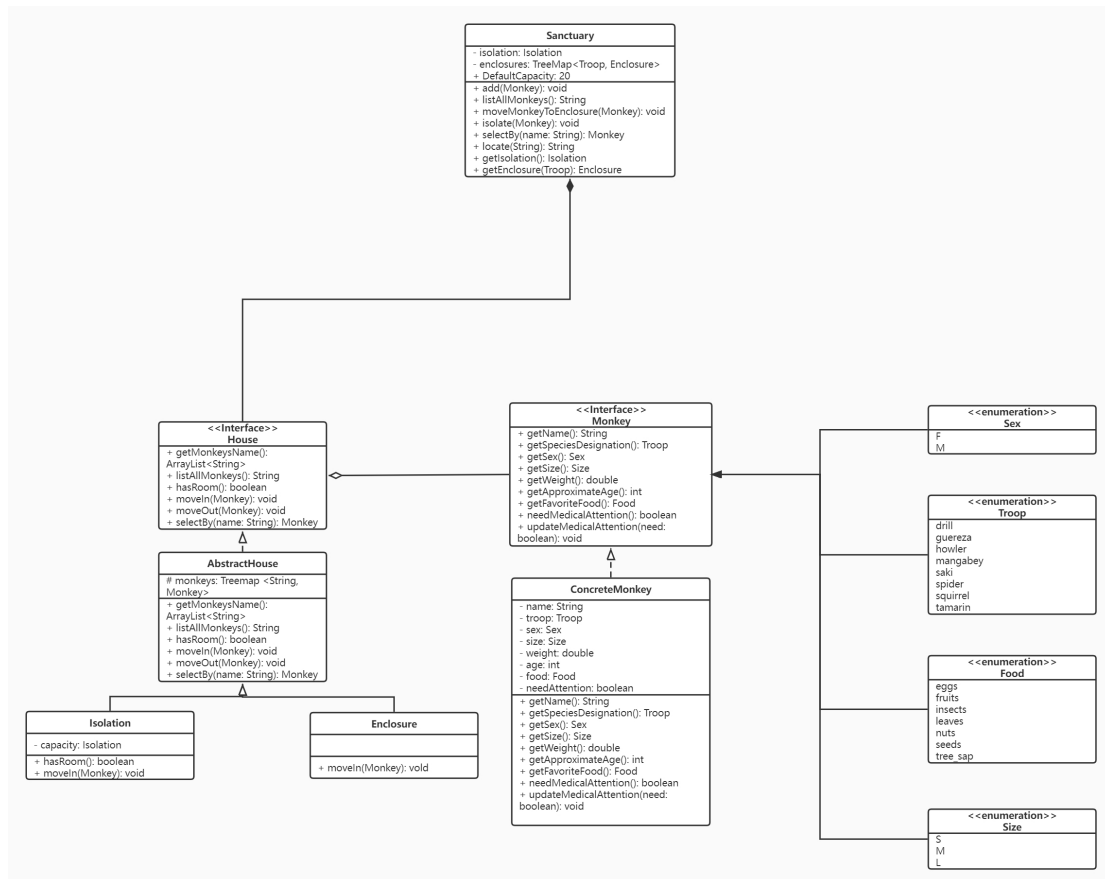 Sanctuary
- isolation: Isolation
- enclosures: TreeMap<Troop, Enclosure>
+ DefaultCapacity: 20
+ add(Monkey): void
+ listAllMonkeys(): String
+ moveMonkeyToEnclosure(Monkey): void
+ isolate(Monkey): void
+ selectBy(name: String): Monkey
+ locate(String): String
+ getIsolation(): Isolation
+ getEnclosure(Troop): Enclosure
<<Interface>>
House
+ getMonkeysName():
ArrayList<String>
+ listAllMonkeys(): String
+ hasRoom(): boolean
+ moveIn(Monkey): void
+ moveOut(Monkey): void
+ selectBy(name: String): Monkey
AbstractHouse
# monkeys: Treemap <String,
Monkey>
+ getMonkeysName():
ArrayList<String>
+ listAllMonkeys(): String
+ hasRoom(): boolean
+ moveIn(Monkey): void
+ moveOut(Monkey): void
+ selectBy(name: String): Monkey
Isolation
- capacity: Isolation
+ hasRoom(): boolean
+ moveIn(Monkey): void
Enclosure
+ moveIn(Monkey): void
<<Interface>>
Monkey
+ getName(): String
+ getSpeciesDesignation(): Troop
+ getSex(): Sex
+ getSize(): Size
+ getWeight(): double
+ getApproximateAge(): int
+ getFavoriteFood(): Food
+ needMedicalAttention(): boolean
+ updateMedicalAttention(need:
boolean): void
ConcreteMonkey
- name: String
- troop: Troop
- sex: Sex
- size: Size
- weight: double
- age: int
- food: Food
- needAttention: boolean
+ getName(): String
+ getSpeciesDesignation(): Troop
+ getSex(): Sex
+ getSize(): Size
+ getWeight(): double
+ getApproximateAge(): int
+ getFavoriteFood(): Food
+ needMedicalAttention(): boolean
+ updateMedicalAttention(need:
boolean): void
<<enumeration>>
Sex
F
M
<<enumeration>>
Troop
drill
guereza
howler
mangabey
saki
spider
squirrel
tamarin
<<enumeration>>
Food
eggs
fruits
insects
leaves
nuts
seeds
tree_sap
<<enumeration>>
Size
S
M
L